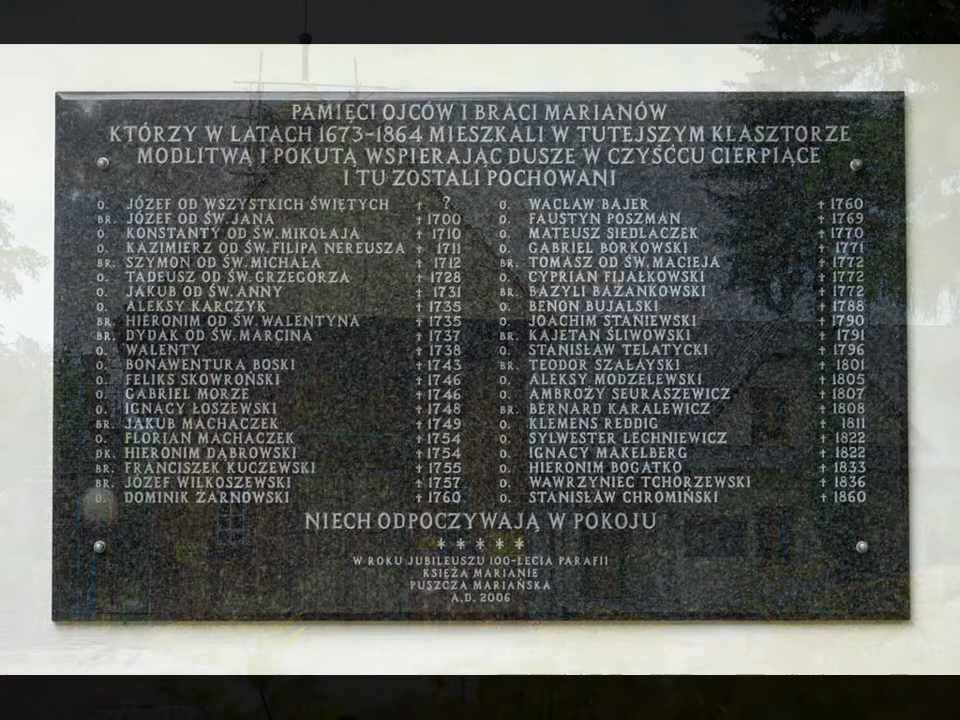 PAMIĘCI OJCÓW I BRACI MARIANÓW
KTÓRZY W LATACH 1673-1864 MIESZKALI W TUTEJSZYM KLASZTORZE
MODLITWĄ I POKUTĄ WSPIERAJĄC DUSZE W CZYŚĆCU CIERPIĄCE
I TU ZOSTALI POCHOWANI
O. JÓZEF OD WSZYSTKICH ŚWIĘTYCH † ?
BR. JÓZEF OD ŚW. JANA † 1700
O. KONSTANTY OD ŚW. MIKOŁAJA † 1710
O. KAZIMIERZ OD ŚW. FILIPA NEREUSZA † 1711
BR. SZYMON OD ŚW. MICHAŁA † 1712
O. TADEUSZ OD ŚW. GRZEGORZA † 1728
O. JAKUB OD ŚW. ANNY † 1731
O. ALEKSY KARCZYK † 1735
BR. HIERONIM OD ŚW. WALENTYNA † 1735
BR. DYDAK OD ŚW. MARCINA † 1737
O. WALENTY † 1738
O. BONAWENTURA BOSKI † 1743
O. FELIKS SKOWROŃSKI † 1746
O. GABRIEL MORZE † 1746
O. IGNACY ŁOSZEWSKI † 1748
BR. JAKUB MACHACZEK † 1749
O. FLORIAN MACHACZEK † 1754
DK. HIERONIM DĄBROWSKI † 1754
BR. FRANCISZEK KUCZEWSKI † 1755
BR. JÓZEF WILKOSZEWSKI † 1757
O. DOMINIK ŻARNOWSKI † 1760
O. WACŁAW BAJER † 1760
O. FAUSTYN POSZMAN † 1769
O. MATEUSZ SIEDLACZEK † 1770
O. GABRIEL BORKOWSKI † 1771
BR. TOMASZ OD ŚW. MACIEJA † 1772
O. CYPRIAN FIJAŁKOWSKI † 1772
BR. BAZYLI BAŻANKOWSKI † 1772
O. BENON BUJALSKI † 1788
O. JOACHIM STANIEWSKI † 1790
BR. KAJETAN ŚLIWOWSKI † 1791
O. STANISŁAW TELATYCKI † 1796
BR. TEODOR SZAŁAYSKI † 1801
O. ALEKSY MODZELEWSKI † 1805
O. AMBROŻY SEURASZEWICZ † 1807
BR. BERNARD KARALEWICZ † 1808
O. KLEMENS REDDIG † 1811
O. SYLWESTER LECHNIEWICZ † 1822
O. IGNACY MAKELBERG † 1822
O. HIERONIM BOGATKO † 1833
O. WAWRZYNIEC TCHÓRZEWSKI † 1836
O. STANISŁAW CHROMIŃSKI † 1860
NIECH ODPOCZYWAJĄ W POKOJU
* * * * *
W ROKU JUBILEUSZU 100-LECIA PARAFII
KSIĘŻA MARIANIE
PUSZCZA MARIAŃSKA
A.D. 2006